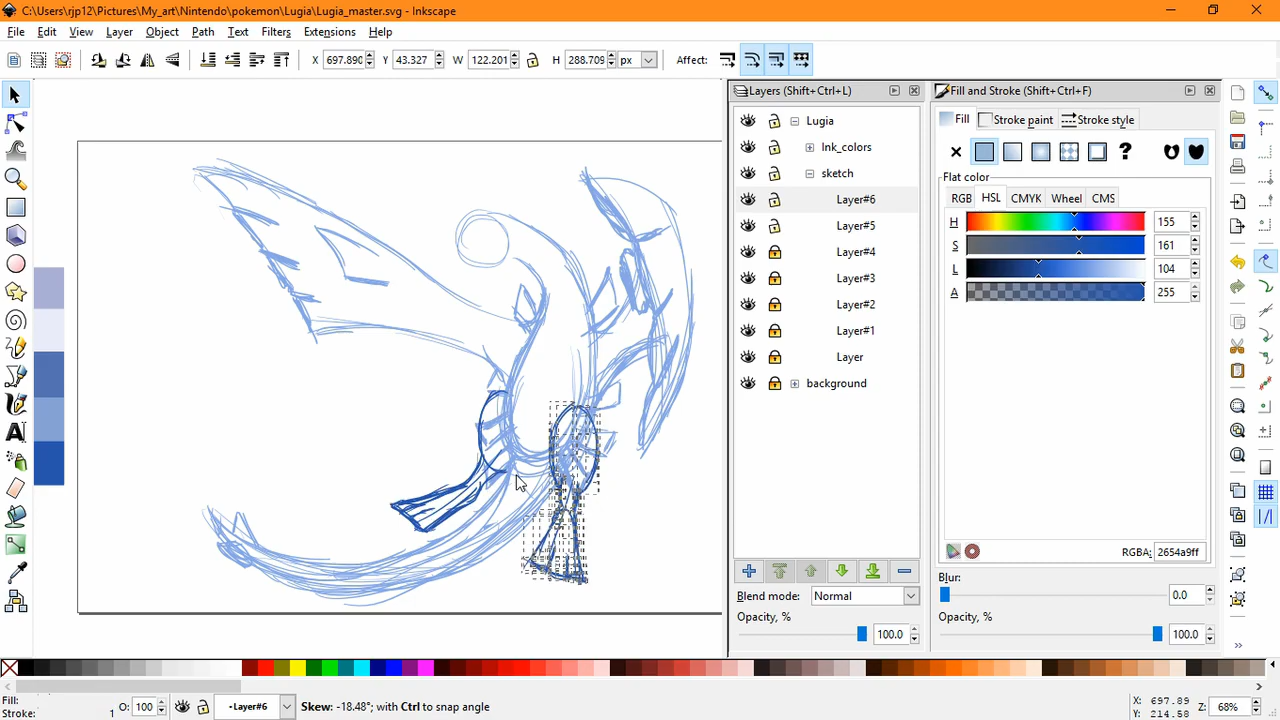 C:\Users\rjp12\Pictures\My_art\Nintendo\pokemon\Lugia\Lugia_master.svg - Inkscape
File Edit View Layer Object Path Text Filters Extensions Help
X 697.890 Y 43.327 W 122.201 H 288.709 px Affect:
Layers (Shift+Ctrl+L)
Lugia
Ink_colors
sketch
Layer#6
Layer#5
Layer#4
Layer#3
Layer#2
Layer#1
Layer
background
Blend mode: Normal
Opacity, %
100.0
Fill and Stroke (Shift+Ctrl+F)
Fill Stroke paint Stroke style
?
Flat color
RGB HSL CMYK Wheel CMS
H 155
S 161
L 104
A 255
RGBA: 2654a9ff
Blur:
0.0
Opacity, %
100.0
Fill:
Stroke: 1
O: 100
-Layer#6
Skew: -18.48°; with Ctrl to snap angle
X: 697.89
Y: 214.58
Z: 68%